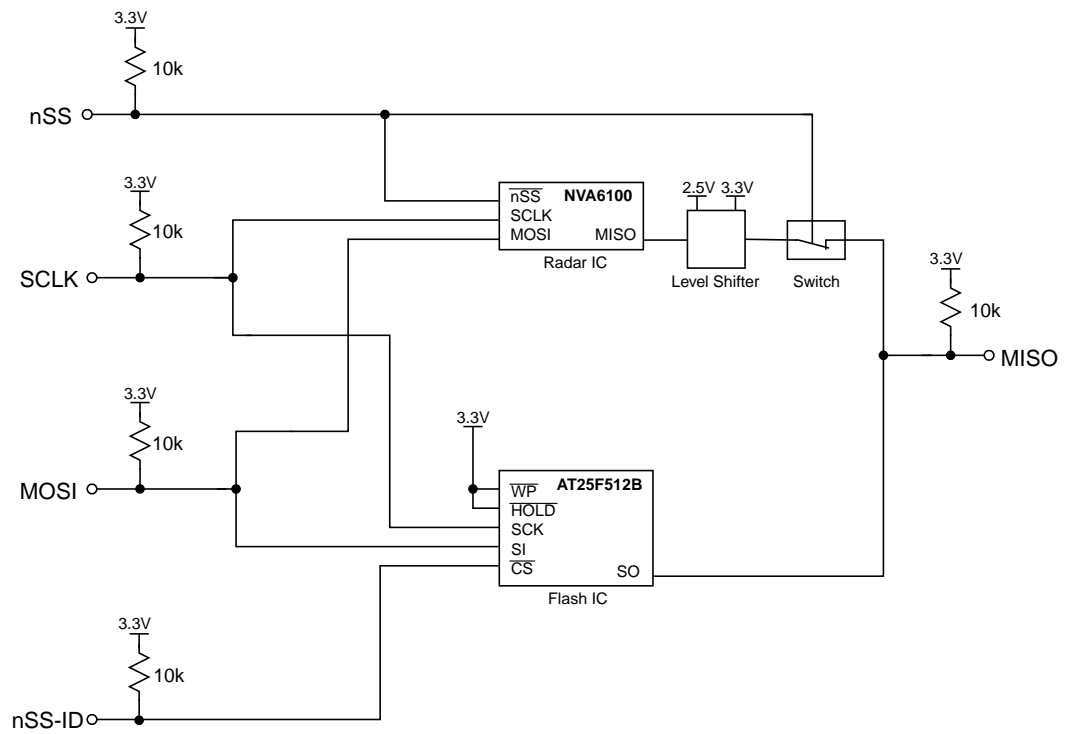 3.3V
10k
nSS
3.3V
10k
SCLK
nSS NVA6100
SCLK
MOSI MISO
Radar IC
2.5V 3.3V
Level Shifter
Switch
3.3V
10k
MISO
3.3V
10k
MOSI
3.3V
WP AT25F512B
HOLD
SCK
SI
CS SO
Flash IC
3.3V
10k
nSS-ID